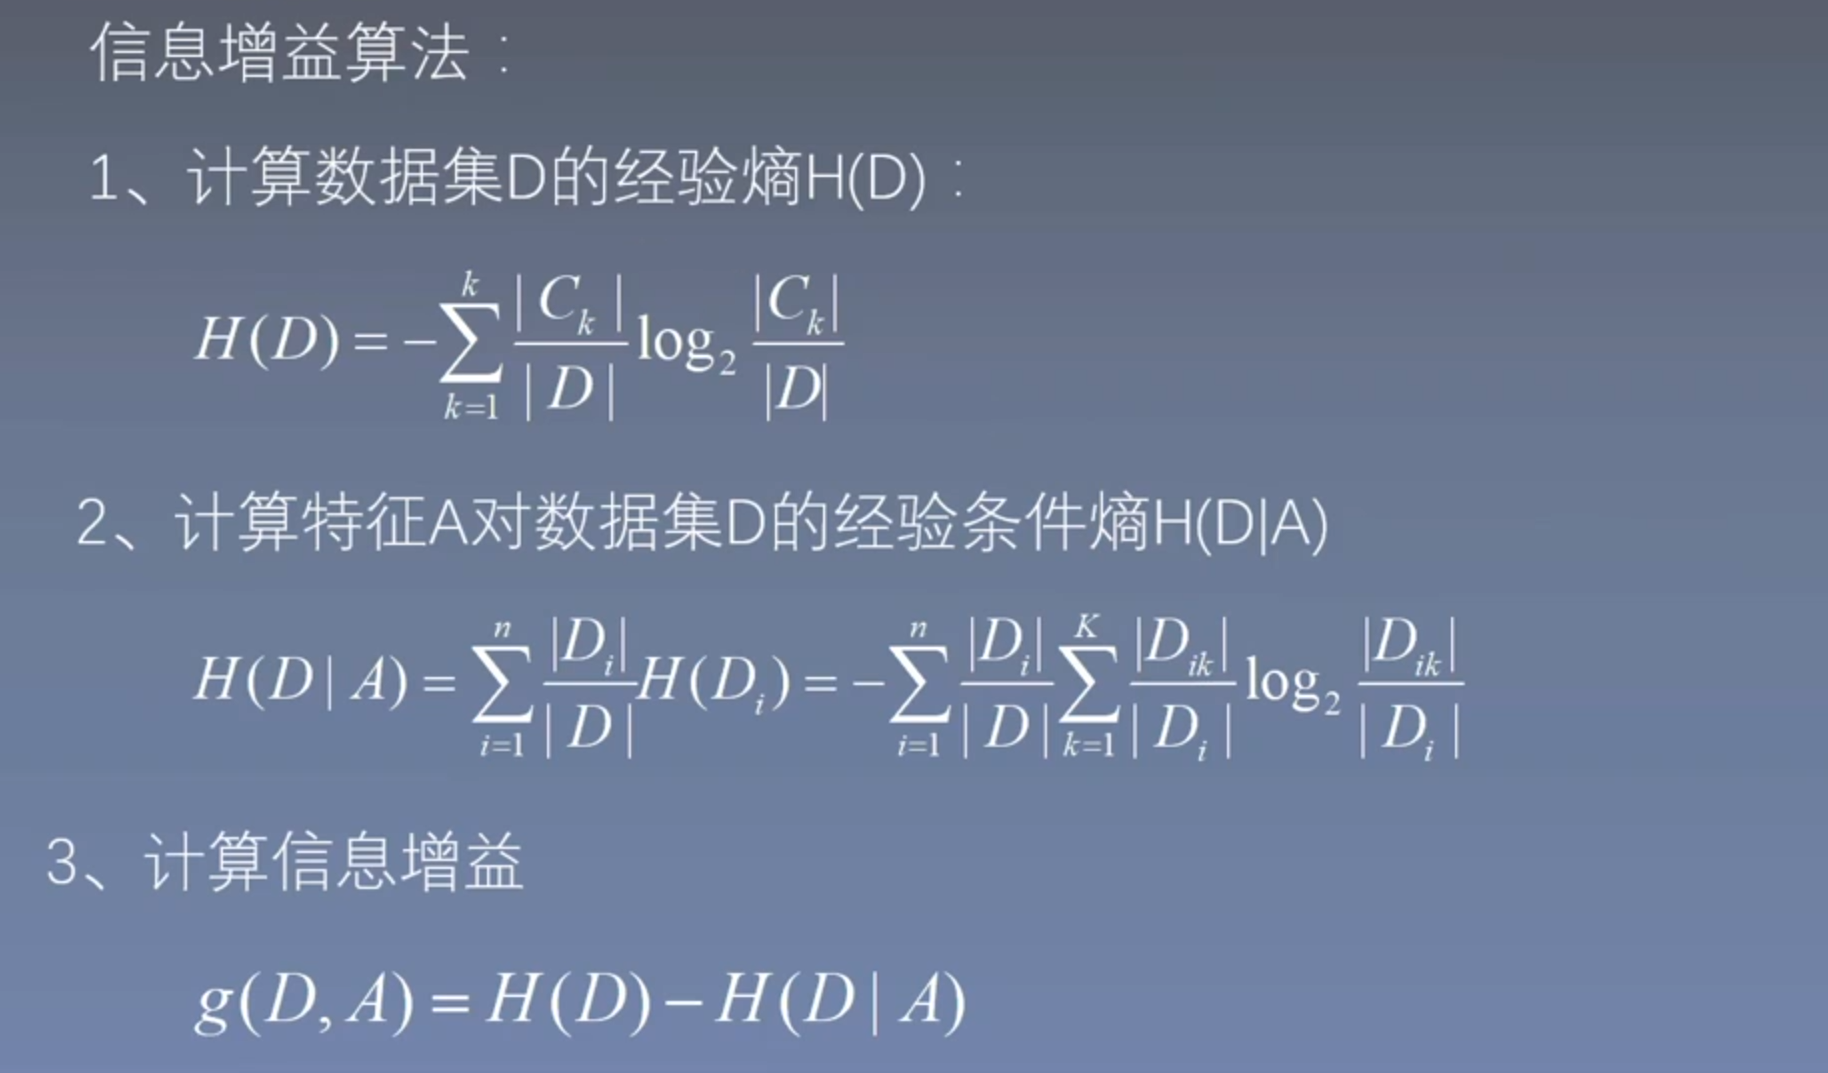 信息增益算法：
1、计算数据集D的经验熵H(D)：
H(D) = -\sum_{k=1}^{k} \frac{|C_k|}{|D|} \log_2 \frac{|C_k|}{|D|}
2、计算特征A对数据集D的经验条件熵H(D|A)
H(D|A) = \sum_{i=1}^{n} \frac{|D_i|}{|D|} H(D_i) = -\sum_{i=1}^{n} \frac{|D_i|}{|D|} \sum_{k=1}^{K} \frac{|D_{ik}|}{|D_i|} \log_2 \frac{|D_{ik}|}{|D_i|}
3、计算信息增益
g(D, A) = H(D) - H(D|A)